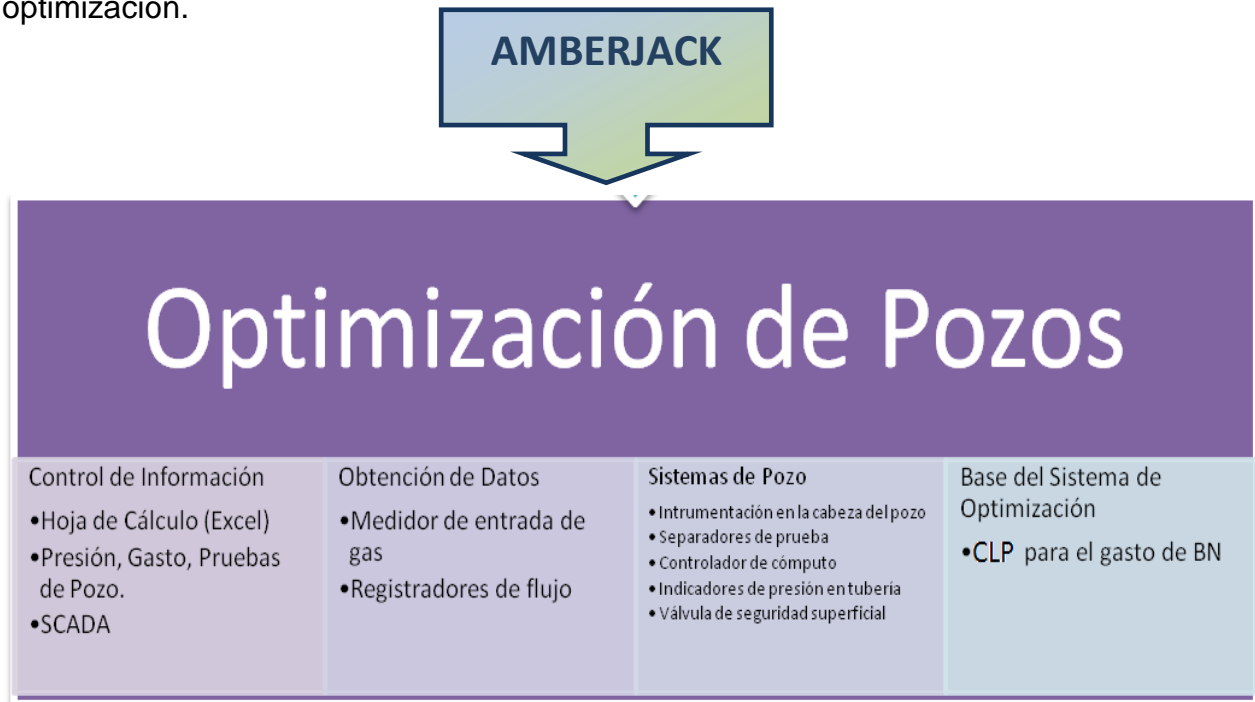 optimización.
AMBERJACK
Optimización de Pozos
Control de Información
•Hoja de Cálculo (Excel)
•Presión, Gasto, Pruebas
de Pozo.
•SCADA
Obtención de Datos
•Medidor de entrada de
gas
•Registradores de flujo
Sistemas de Pozo
•Intrumentación en la cabeza del pozo
•Separadores de prueba
•Controlador de cómputo
•Indicadores de presión en tubería
•Válvula de seguridad superficial
Base del Sistema de
Optimización
•CLP para el gasto de BN